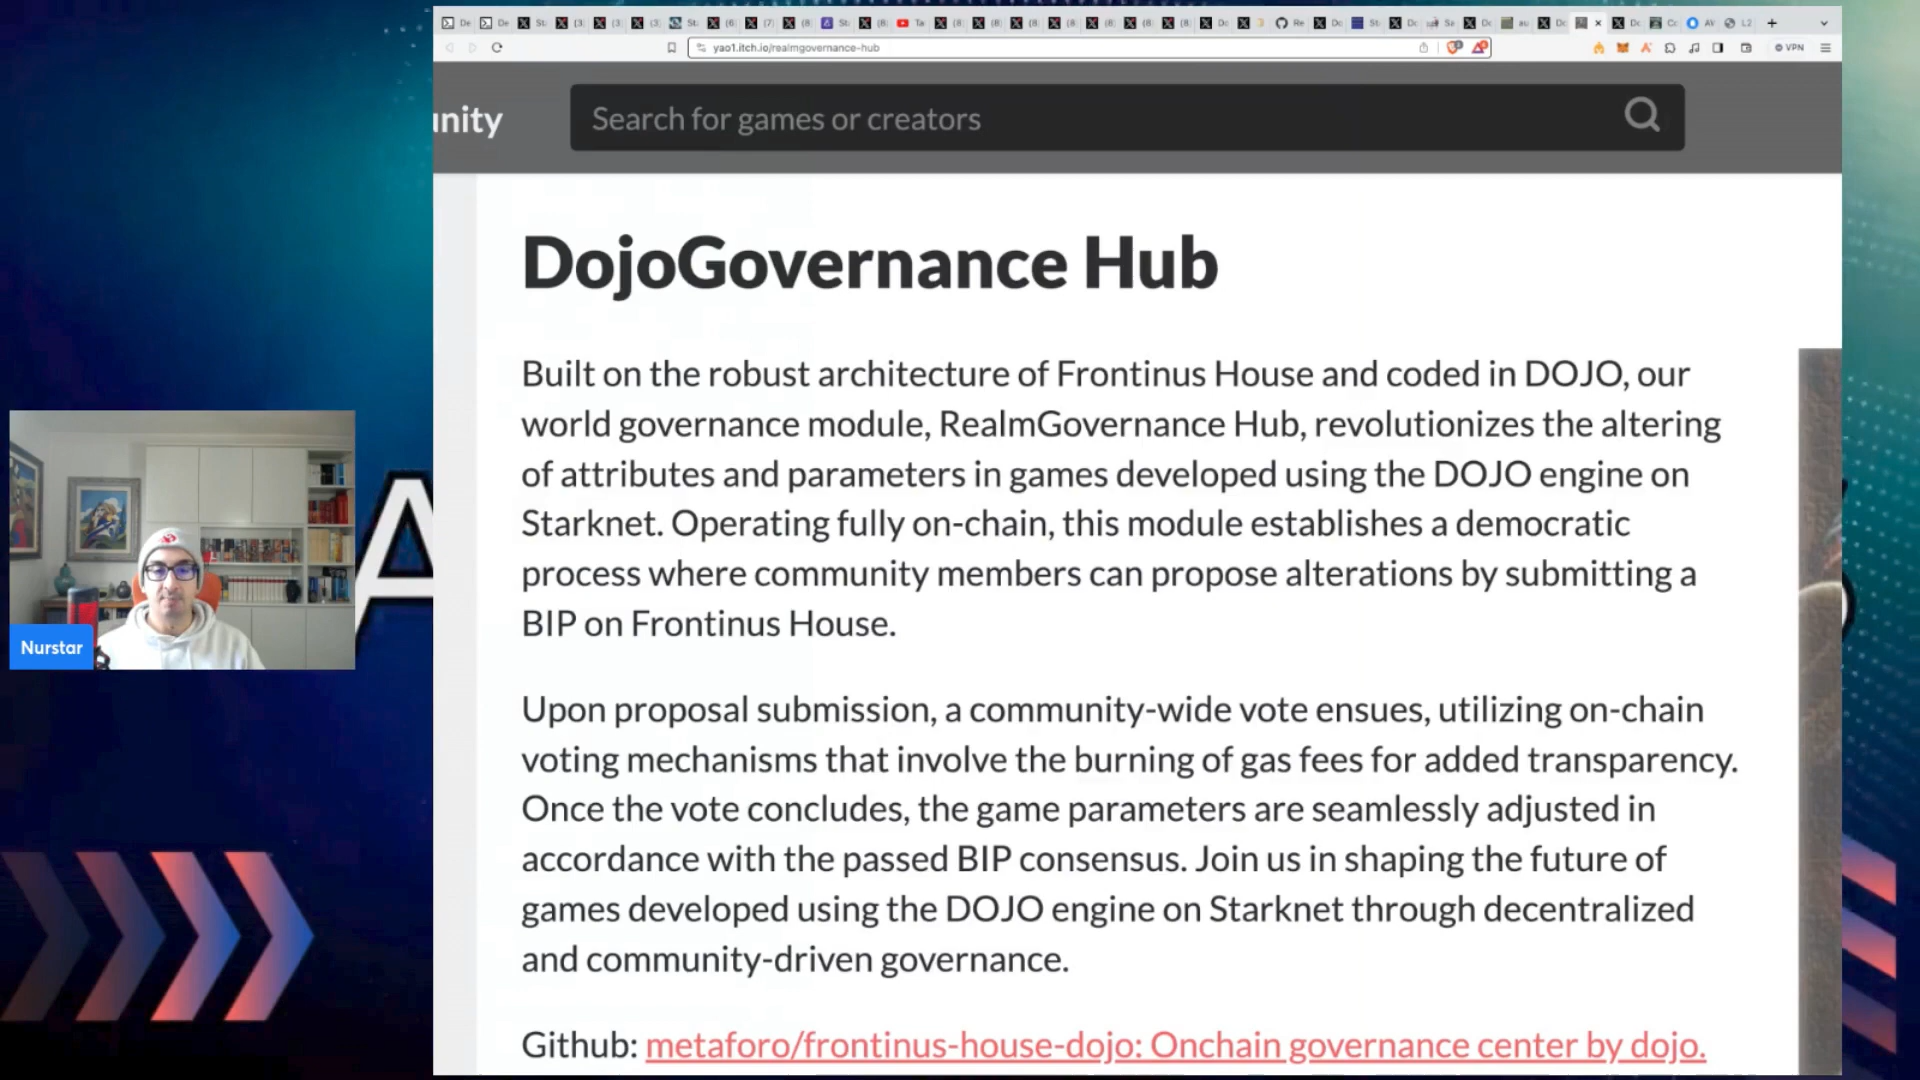 yao1.itch.io/realmgovernance-hub
VPN
unity
Search for games or creators
DojoGovernance Hub
Built on the robust architecture of Frontinus House and coded in DOJO, our
world governance module, RealmGovernance Hub, revolutionizes the altering
of attributes and parameters in games developed using the DOJO engine on
Starknet. Operating fully on-chain, this module establishes a democratic
process where community members can propose alterations by submitting a
BIP on Frontinus House.
Upon proposal submission, a community-wide vote ensues, utilizing on-chain
voting mechanisms that involve the burning of gas fees for added transparency.
Once the vote concludes, the game parameters are seamlessly adjusted in
accordance with the passed BIP consensus. Join us in shaping the future of
games developed using the DOJO engine on Starknet through decentralized
and community-driven governance.
Github: metaforo/frontinus-house-dojo: Onchain governance center by dojo.
Nurstar
A